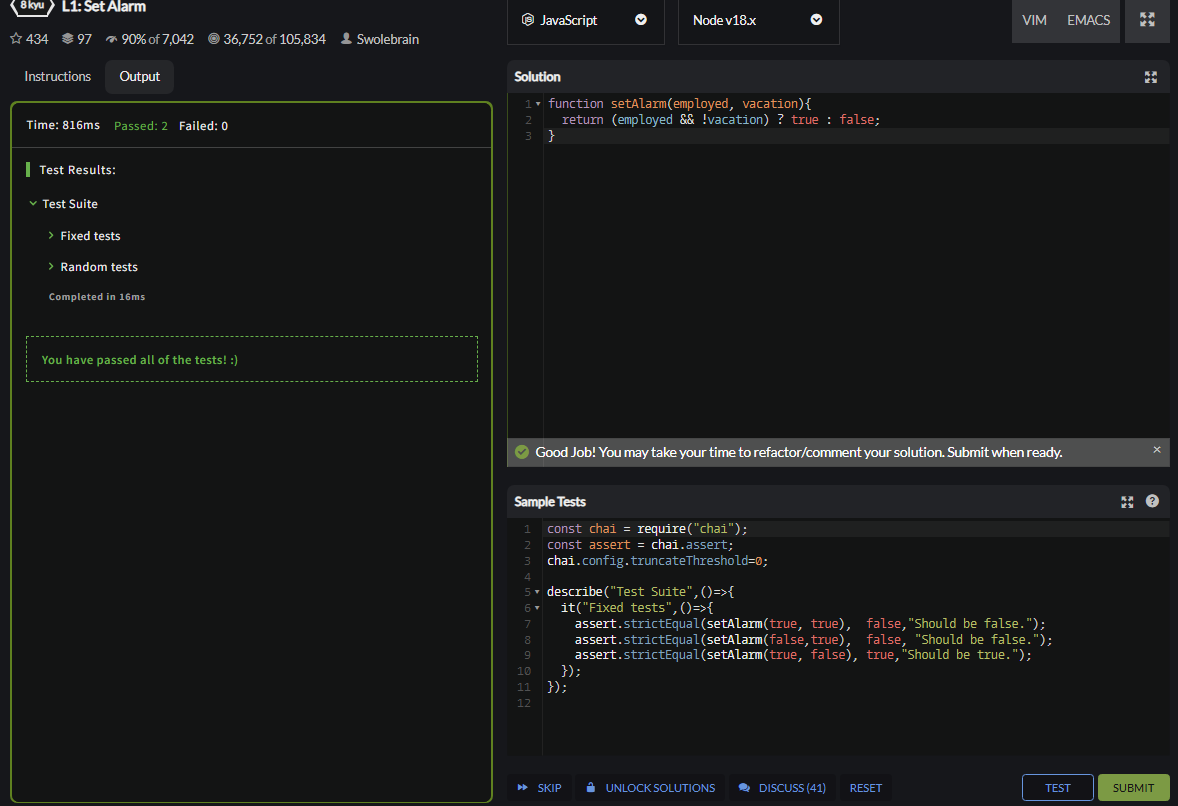 8 kyu L1: Set Alarm
434 97 90% of 7,042 36,752 of 105,834 Swolebrain
Instructions Output
Time: 816ms Passed: 2 Failed: 0
Test Results:
Test Suite
Fixed tests
Random tests
Completed in 16ms
You have passed all of the tests! :)
JavaScript Node v18.x VIM EMACS
Solution
1 function setAlarm(employed, vacation){
2 return (employed && !vacation) ? true : false;
3 }
Good Job! You may take your time to refactor/comment your solution. Submit when ready. ×
Sample Tests ?
1 const chai = require("chai");
2 const assert = chai.assert;
3 chai.config.truncateThreshold=0;
4
5 describe("Test Suite",()=>{
6 it("Fixed tests",()=>{
7 assert.strictEqual(setAlarm(true, true), false,"Should be false.");
8 assert.strictEqual(setAlarm(false,true), false, "Should be false.");
9 assert.strictEqual(setAlarm(true, false), true,"Should be true.");
10 });
11 });
12
SKIP UNLOCK SOLUTIONS DISCUSS (41) RESET TEST SUBMIT